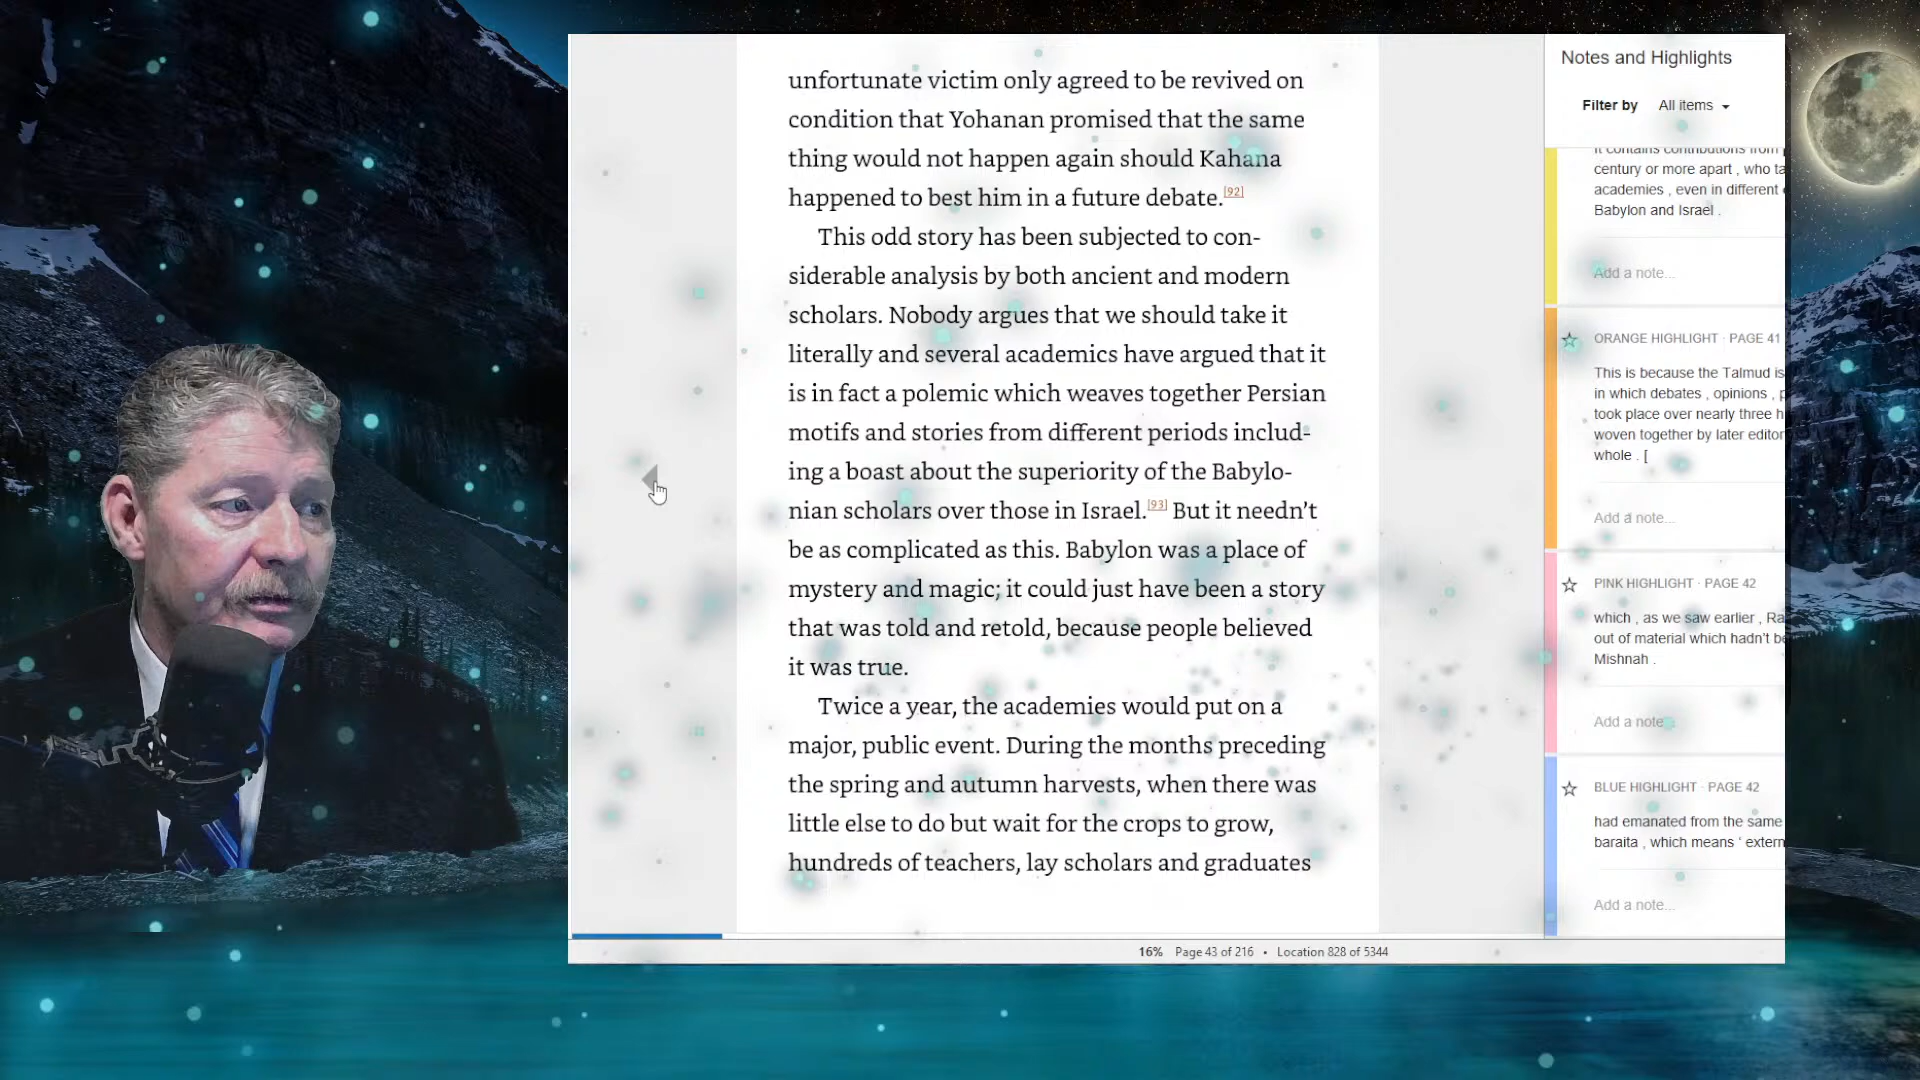 unfortunate victim only agreed to be revived on
condition that Yohanan promised that the same
thing would not happen again should Kahana
happened to best him in a future debate.[92]
This odd story has been subjected to con-
siderable analysis by both ancient and modern
scholars. Nobody argues that we should take it
literally and several academics have argued that it
is in fact a polemic which weaves together Persian
motifs and stories from different periods includ-
ing a boast about the superiority of the Babylo-
nian scholars over those in Israel.[93] But it needn't
be as complicated as this. Babylon was a place of
mystery and magic; it could just have been a story
that was told and retold, because people believed
it was true.
Twice a year, the academies would put on a
major, public event. During the months preceding
the spring and autumn harvests, when there was
little else to do but wait for the crops to grow,
hundreds of teachers, lay scholars and graduates
16% Page 43 of 216 • Location 828 of 5344
Notes and Highlights
Filter by All items
It contains contributions from
century or more apart , who ta
academies , even in different
Babylon and Israel .
Add a note...
ORANGE HIGHLIGHT · PAGE 41
This is because the Talmud is
in which debates , opinions , p
took place over nearly three h
woven together by later editor
whole . [
Add a note...
PINK HIGHLIGHT · PAGE 42
which , as we saw earlier , Ra
out of material which hadn't be
Mishnah .
Add a note...
BLUE HIGHLIGHT · PAGE 42
had emanated from the same
baraita , which means ' extern
Add a note...